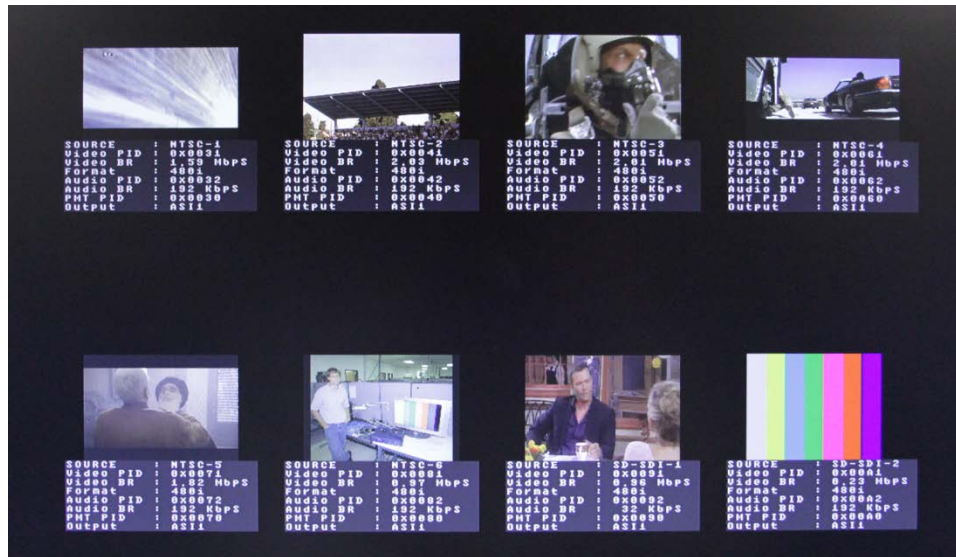 SOURCE : NTSC-1
Video PID : 0x0031
Video BR : 1.59 Mbps
Format : 480i
Audio PID : 0x0032
Audio BR : 192 Kbps
PMT PID : 0x0030
Output : ASI1
SOURCE : NTSC-2
Video PID : 0x0041
Video BR : 2.03 Mbps
Format : 480i
Audio PID : 0x0042
Audio BR : 192 Kbps
PMT PID : 0x0040
Output : ASI1
SOURCE : NTSC-3
Video PID : 0x0051
Video BR : 2.01 Mbps
Format : 480i
Audio PID : 0x0052
Audio BR : 192 Kbps
PMT PID : 0x0050
Output : ASI1
SOURCE : NTSC-4
Video PID : 0x0061
Video BR : 2.01 Mbps
Format : 480i
Audio PID : 0x0062
Audio BR : 192 Kbps
PMT PID : 0x0060
Output : ASI1
SOURCE : NTSC-5
Video PID : 0x0071
Video BR : 1.82 Mbps
Format : 480i
Audio PID : 0x0072
Audio BR : 192 Kbps
PMT PID : 0x0070
Output : ASI1
SOURCE : NTSC-6
Video PID : 0x0081
Video BR : 0.97 Mbps
Format : 480i
Audio PID : 0x0082
Audio BR : 192 Kbps
PMT PID : 0x0080
Output : ASI1
SOURCE : SD-SDI-1
Video PID : 0x0091
Video BR : 0.96 Mbps
Format : 480i
Audio PID : 0x0092
Audio BR : 32 Kbps
PMT PID : 0x0090
Output : ASI1
SOURCE : SD-SDI-2
Video PID : 0x00A1
Video BR : 0.23 Mbps
Format : 480i
Audio PID : 0x00A2
Audio BR : 192 Kbps
PMT PID : 0x00A0
Output : ASI1